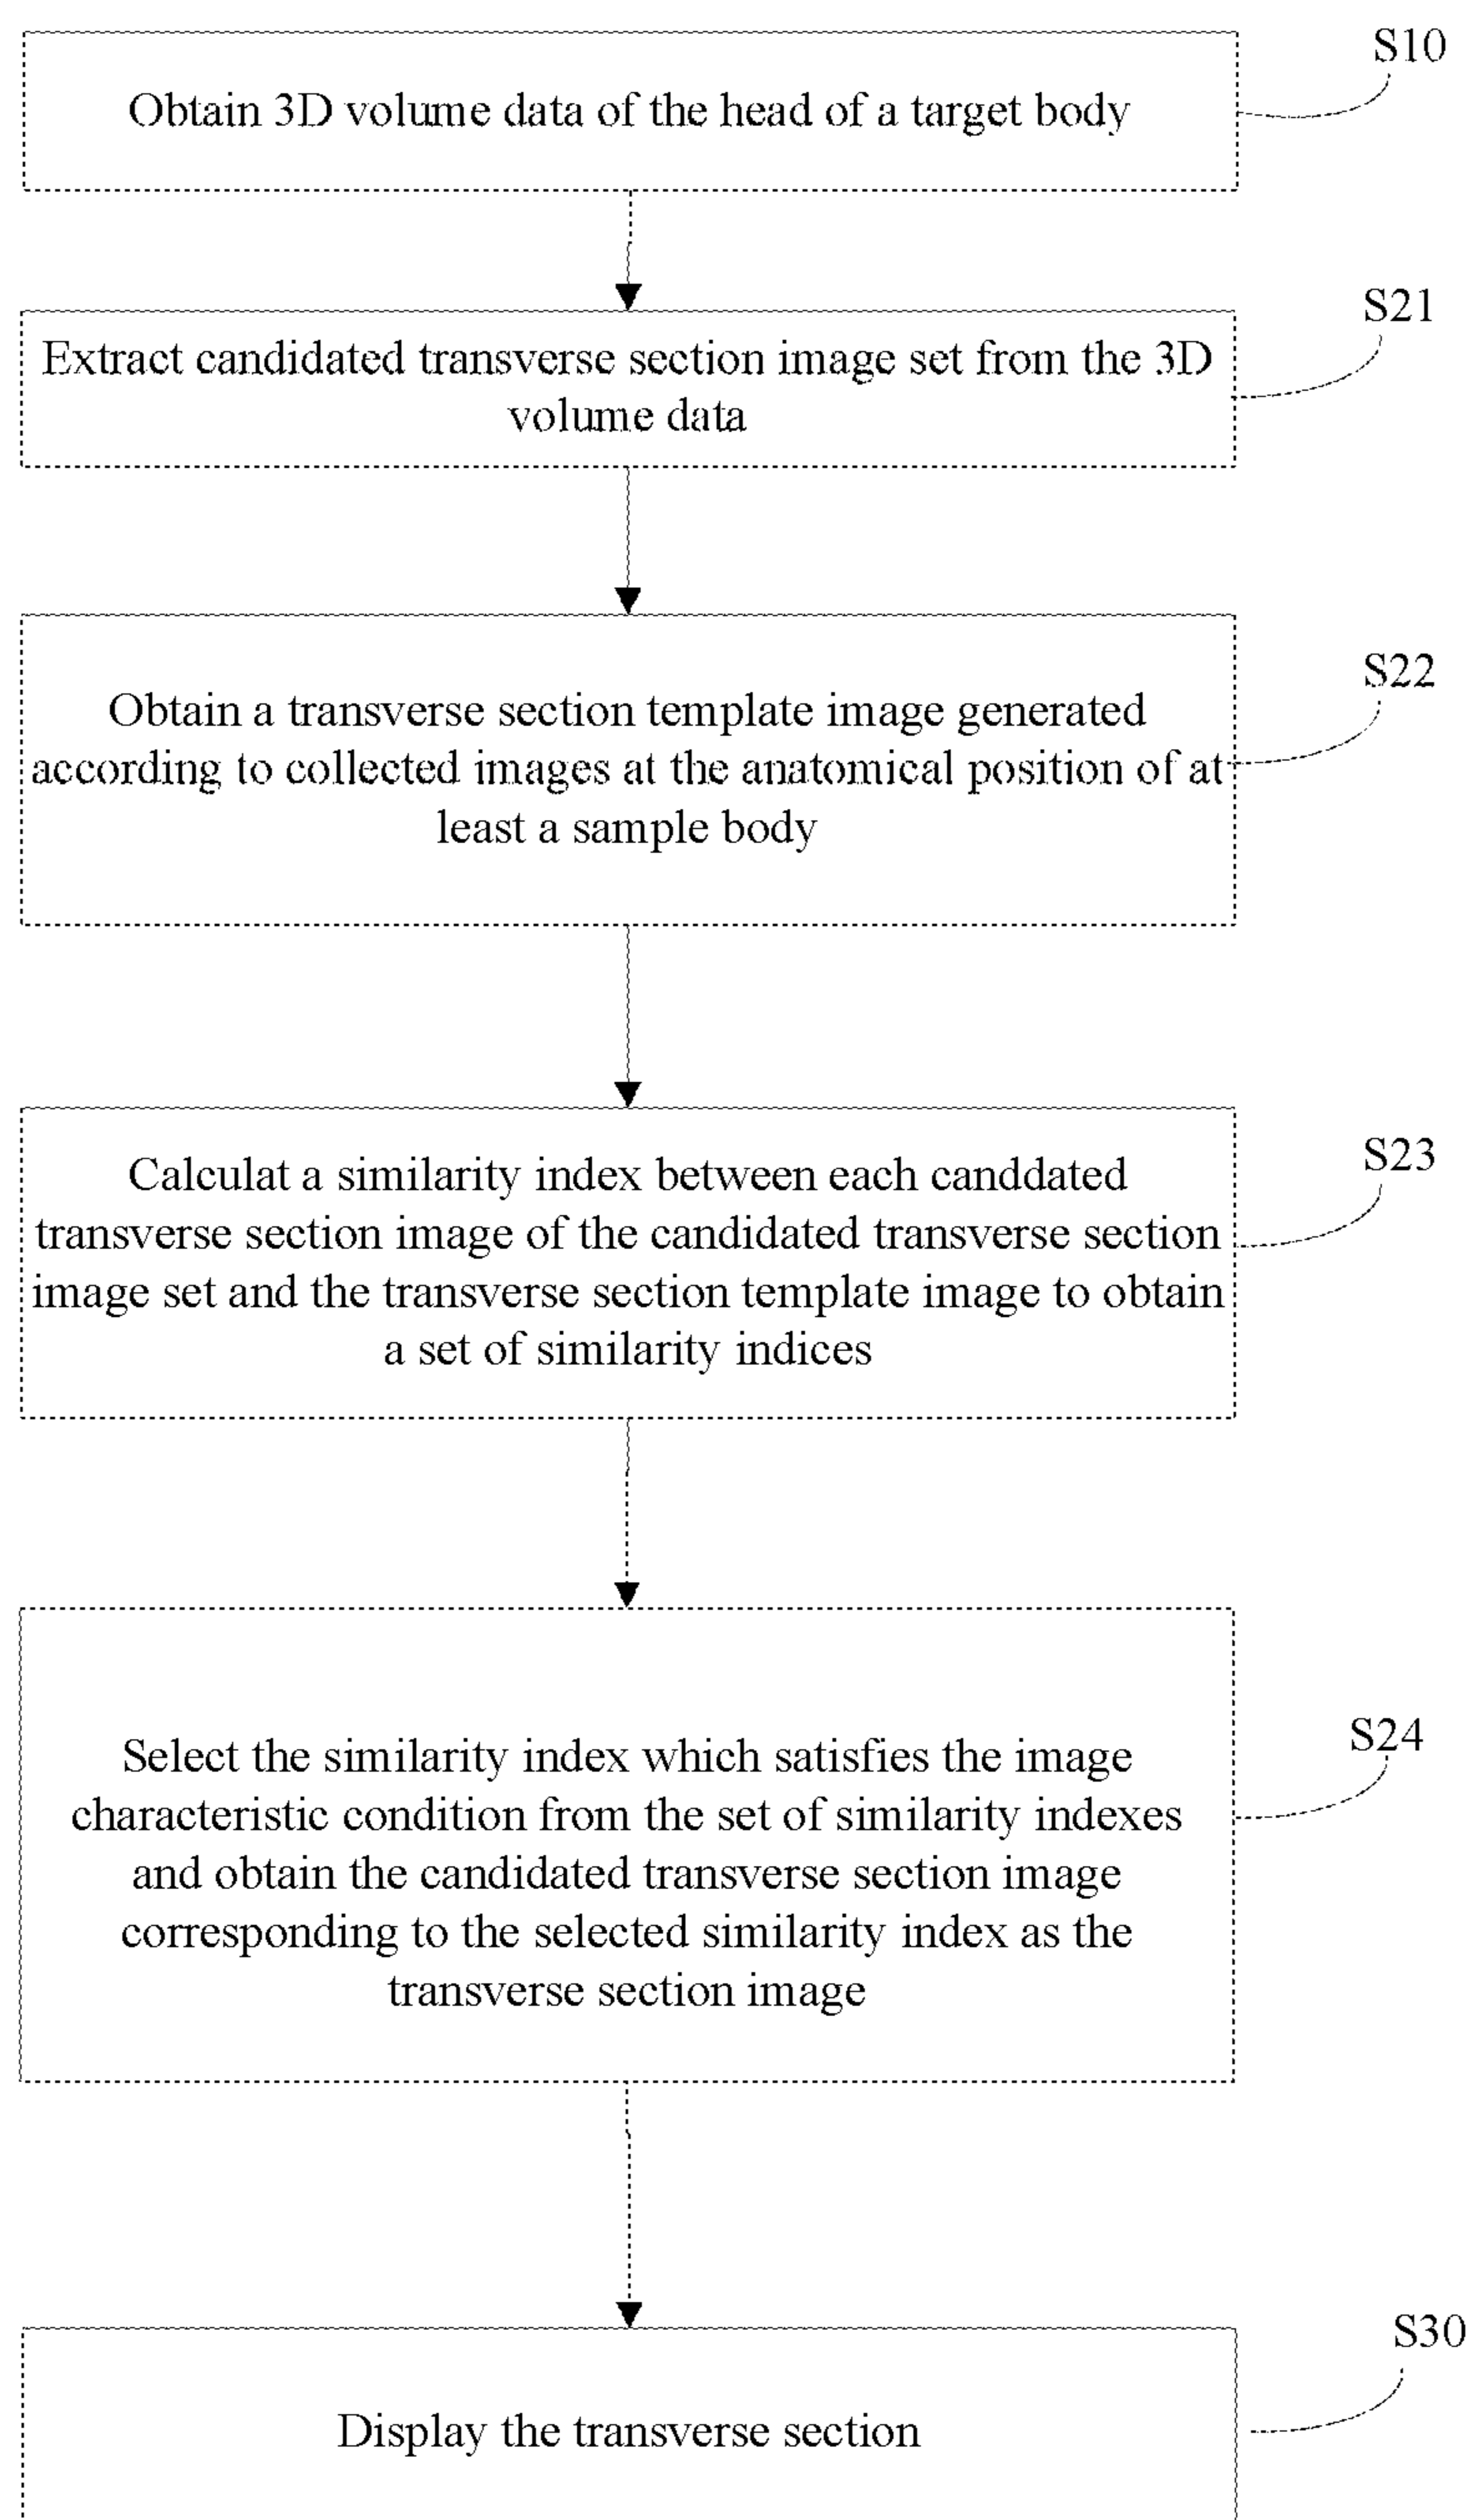 S10
Obtain 3D volume data of the head of a target body
S21
Extract candidated transverse section image set from the 3D
volume data
S22
Obtain a transverse section template image generated
according to collected images at the anatomical position of at
least a sample body
S23
Calculat a similarity index between each canddated
transverse section image of the candidated transverse section
image set and the transverse section template image to obtain
a set of similarity indices
S24
Select the similarity index which satisfies the image
characteristic condition from the set of similarity indexes
and obtain the candidated transverse section image
corresponding to the selected similarity index as the
transverse section image
S30
Display the transverse section